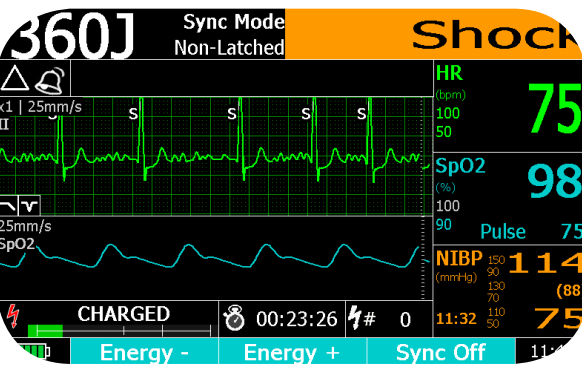 360J
Sync Mode
Non-Latched
Shock
x1 | 25mm/s
II
S S S S S
HR
(bpm)
100
50
75
SpO2
(%)
100
90
98
Pulse 75
25mm/s
SpO2
NIBP
(mmHg)
150
90
130
70
110
50
114
(88
75
11:32
CHARGED
00:23:26
# 0
Energy -
Energy +
Sync Off